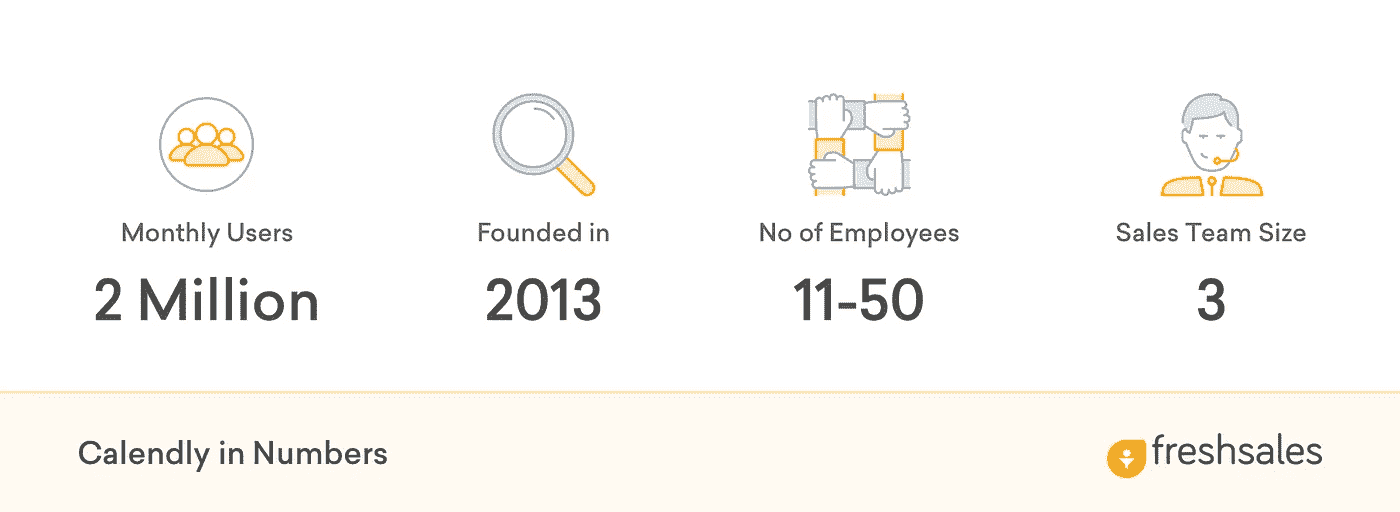 Monthly Users
2 Million
Founded in
2013
No of Employees
11-50
Sales Team Size
3
Calendly in Numbers
freshsales